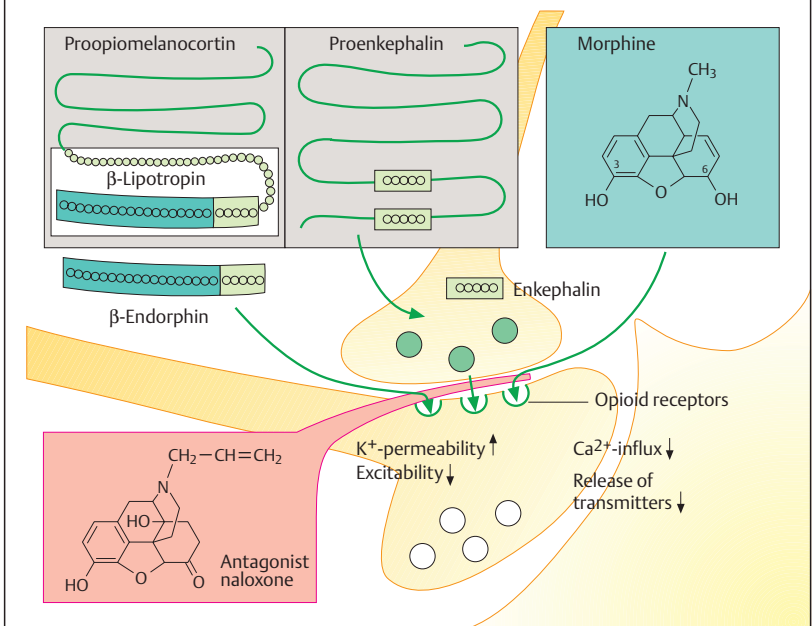 Proopiomelanocortin
β-Lipotropin
β-Endorphin
Proenkephalin
Enkephalin
Morphine
CH₃
N
3
6
HO
O
OH
Opioid receptors
K⁺-permeability ↑
Excitability ↓
Ca²⁺-influx ↓
Release of
transmitters ↓
CH₂−CH=CH₂
N
HO
HO
O
O
Antagonist
naloxone